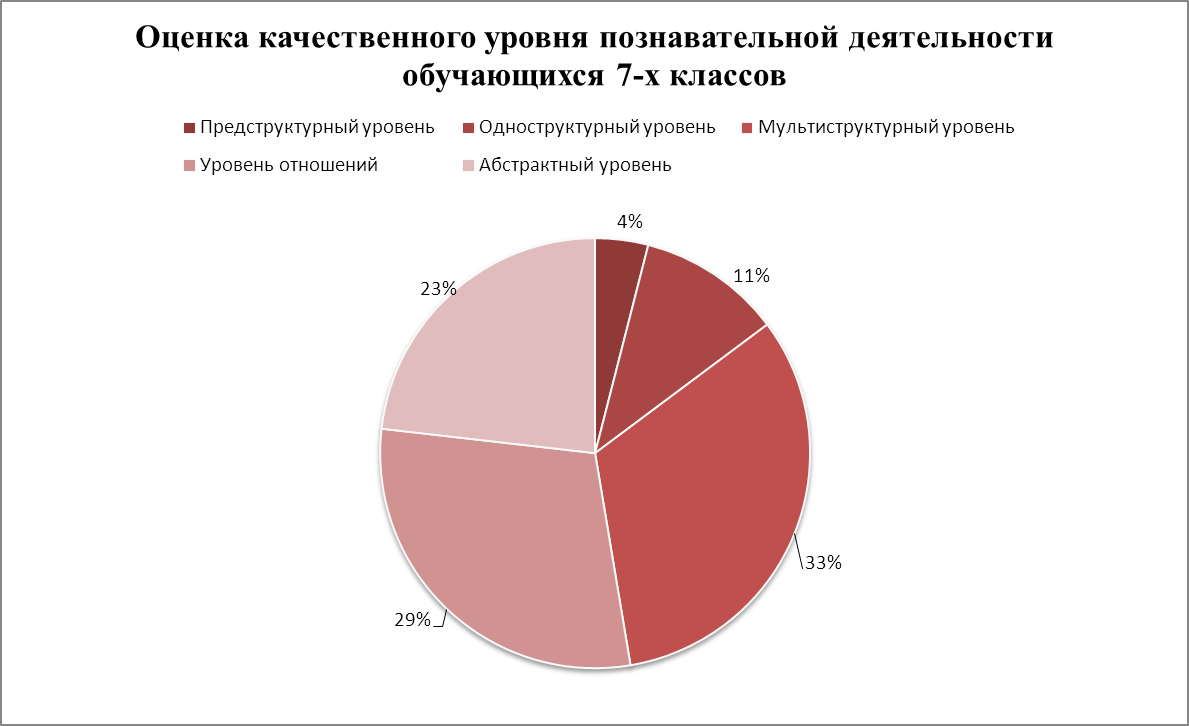 Оценка качественного уровня познавательной деятельности
обучающихся 7-х классов
Предструктурный уровень
Одноструктурный уровень
Мультиструктурный уровень
Уровень отношений
Абстрактный уровень
4%
11%
23%
33%
29%